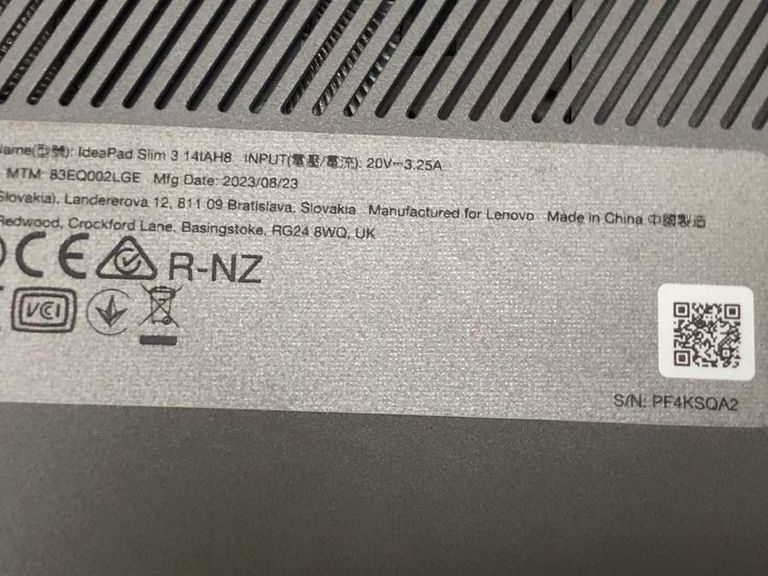 ame(型號): IdeaPad Slim 3 14IAH8 INPUT(電壓/電流): 20V⎓3.25A
MTM: 83EQ002LGE Mfg Date: 2023/08/23
Slovakia), Landererova 12, 811 09 Bratislava, Slovakia Manufactured for Lenovo Made in China 中國製造
Redwood, Crockford Lane, Basingstoke, RG24 8WQ, UK
CE R-NZ
VCI
S/N: PF4KSQA2